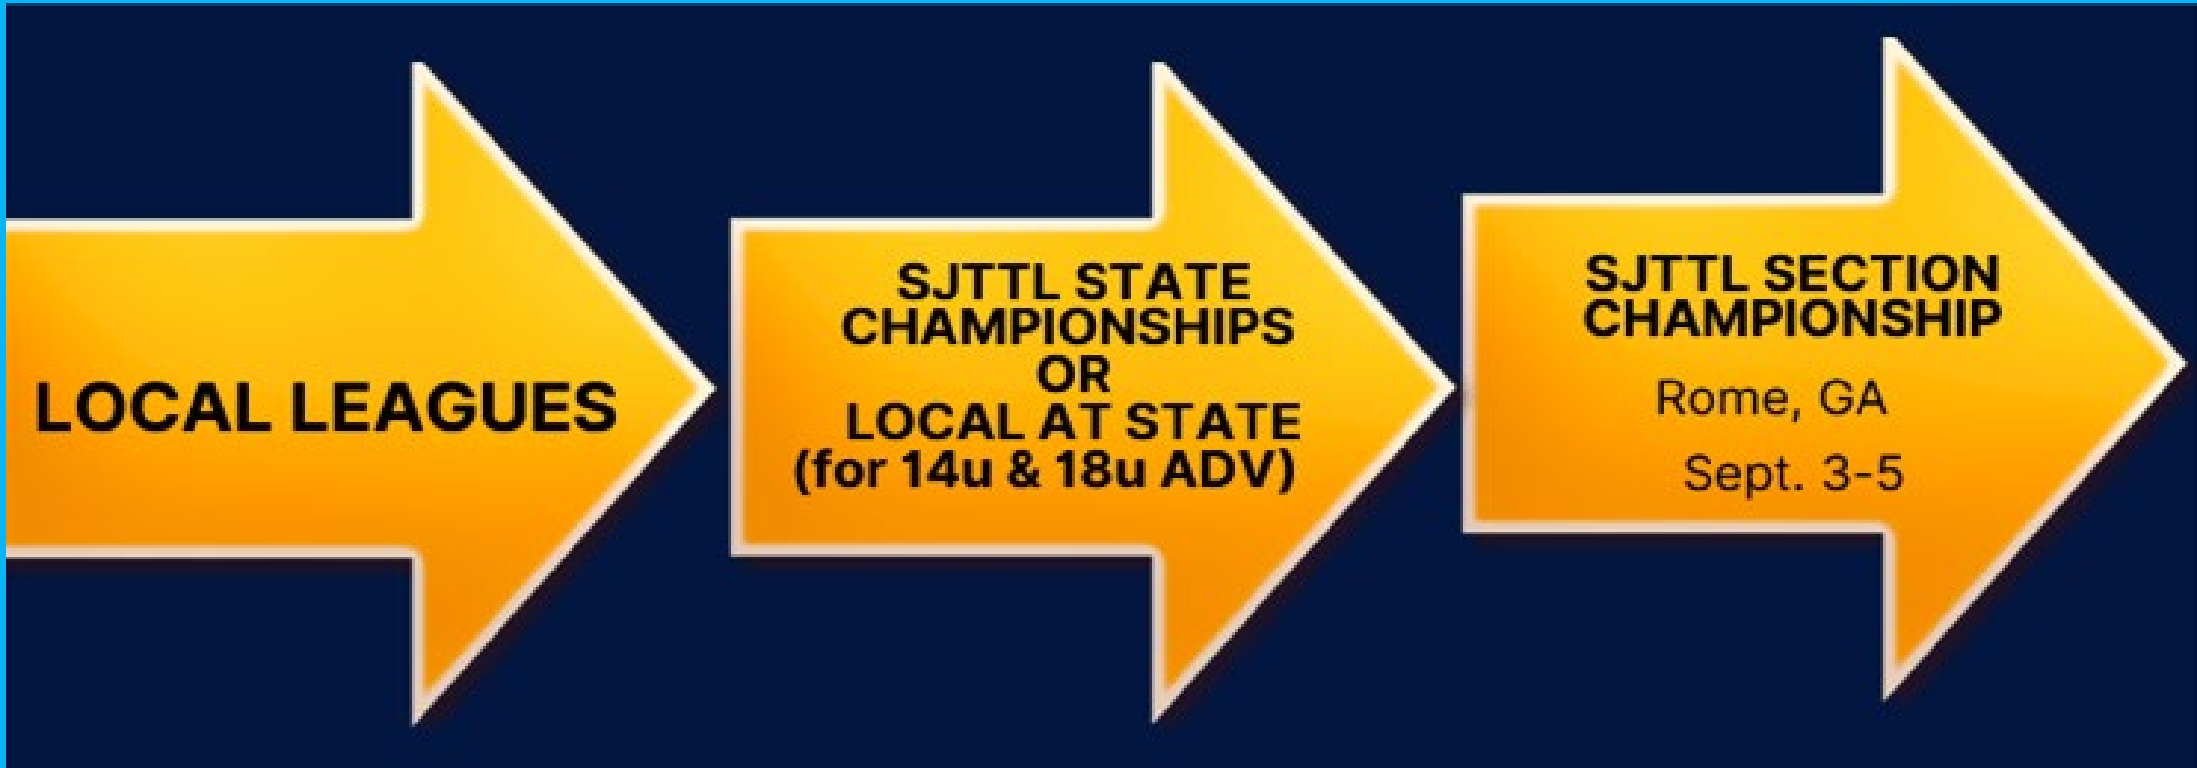 LOCAL LEAGUES
SJTTL STATE
CHAMPIONSHIPS
OR
LOCAL AT STATE
(for 14u & 18u ADV)
SJTTL SECTION
CHAMPIONSHIP
Rome, GA
Sept. 3-5